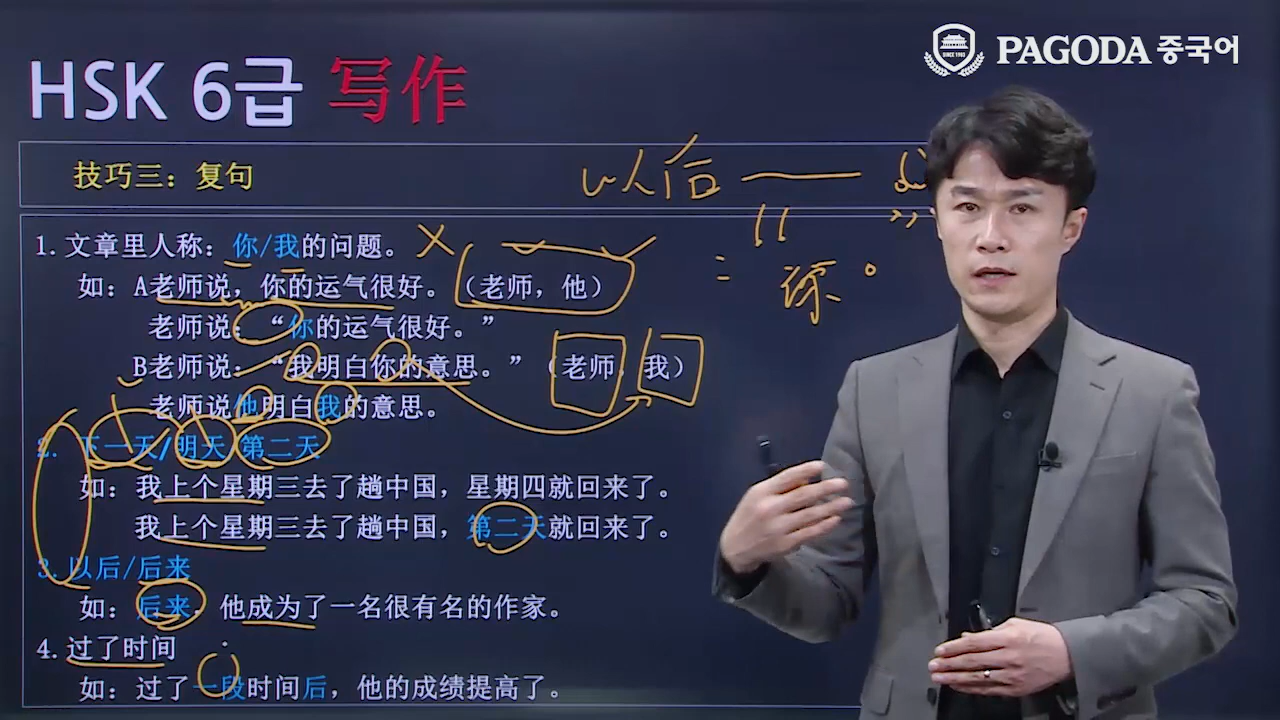 PAGODA 중국어
SINCE 1983
HSK 6급 写作
技巧三：复句
以后
1. 文章里人称：你/我的问题。
如：A老师说，你的运气很好。（老师，他）
老师说：“你的运气很好。”
B老师说：“我明白你的意思。”（老师，我）
老师说他明白我的意思。
2. 下一天/明天 第二天
如：我上个星期三去了趟中国，星期四就回来了。
我上个星期三去了趟中国，第二天就回来了。
3. 以后/后来
如：后来，他成为了一名很有名的作家。
4. 过了时间
如：过了一段时间后，他的成绩提高了。